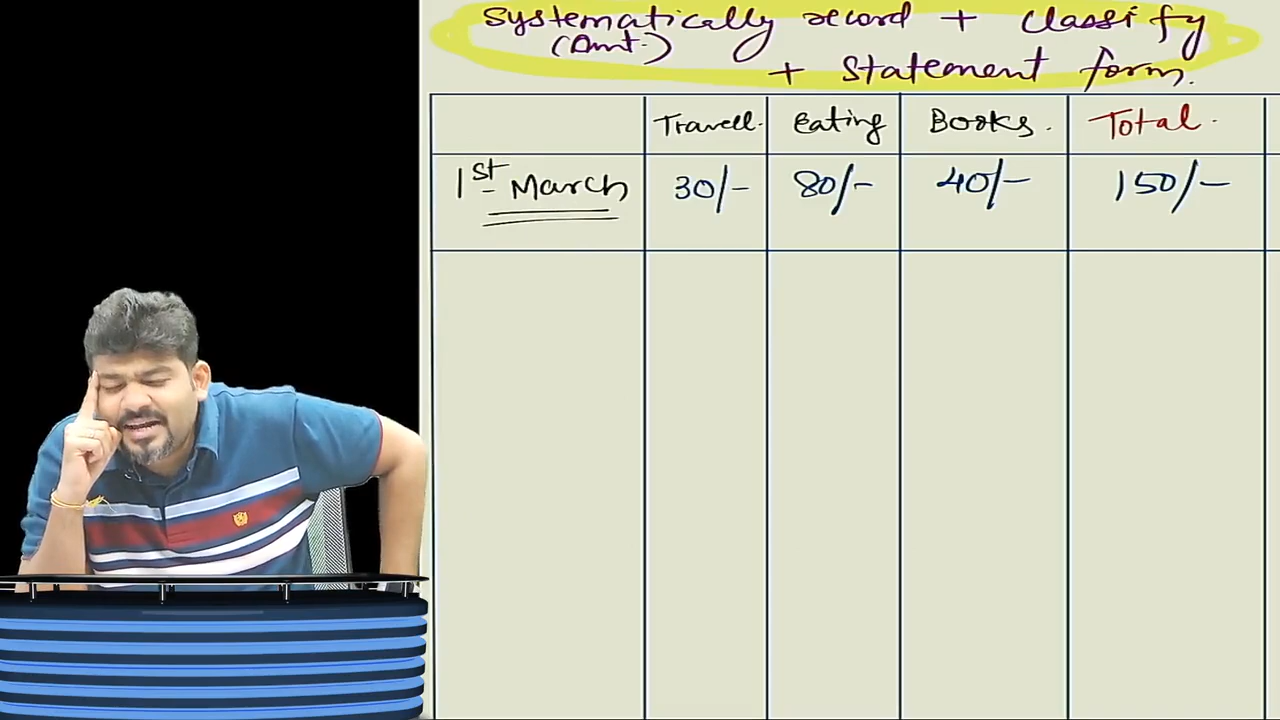 Systematically record + classify
(Amt.)
+ Statement form.
Travell. Eating Books. Total.
1st March 30/- 80/- 40/- 150/-